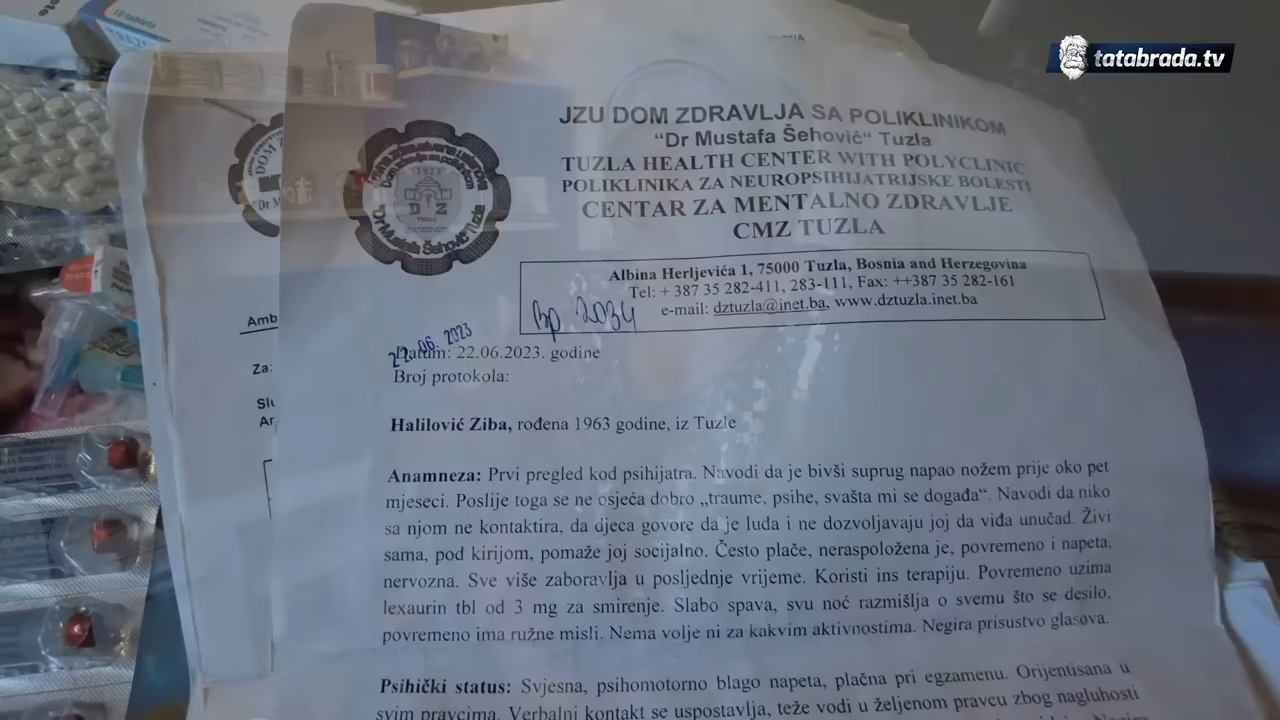 tatabrada.tv
JZU DOM ZDRAVLJA SA POLIKLINIKOM
“Dr Mustafa Šehović“ Tuzla
TUZLA HEALTH CENTER WITH POLYCLINIC
POLIKLINIKA ZA NEUROPSIHIJATRIJSKE BOLESTI
CENTAR ZA MENTALNO ZDRAVLJE
CMZ TUZLA
1923
D Z
TUZLA
"Dr Mustafa Šehović" Tuzla
Albina Herljevića 1, 75000 Tuzla, Bosnia and Herzegovina
Tel: + 387 35 282-411, 283-111, Fax: ++387 35 282-161
e-mail: dztuzla@inet.ba, www.dztuzla.inet.ba
2034
22.06.2023
Datum: 22.06.2023. godine
Broj protokola:
Amb
Za:
Halilović Ziba, rođena 1963 godine, iz Tuzle
Anamneza: Prvi pregled kod psihijatra. Navodi da je bivši suprug napao nožem prije oko pet
mjeseci. Poslije toga se ne osjeća dobro „traume, psihe, svašta mi se događa“. Navodi da niko
sa njom ne kontaktira, da djeca govore da je luda i ne dozvoljavaju joj da viđa unučad. Živi
sama, pod kirijom, pomaže joj socijalno. Često plače, neraspoložena je, povremeno i napeta,
nervozna. Sve više zaboravlja u posljednje vrijeme. Koristi ins terapiju. Povremeno uzima
lexaurin tbl od 3 mg za smirenje. Slabo spava, svu noć razmišlja o svemu što se desilo,
povremeno ima ružne misli. Nema volje ni za kakvim aktivnostima. Negira prisustvo glasova.
Psihički status: Svjesna, psihomotorno blago napeta, plačna pri egzamenu. Orijentisana u
svim pravcima. Verbalni kontakt se uspostavlja, teže vodi u željenom pravcu zbog nagluhosti